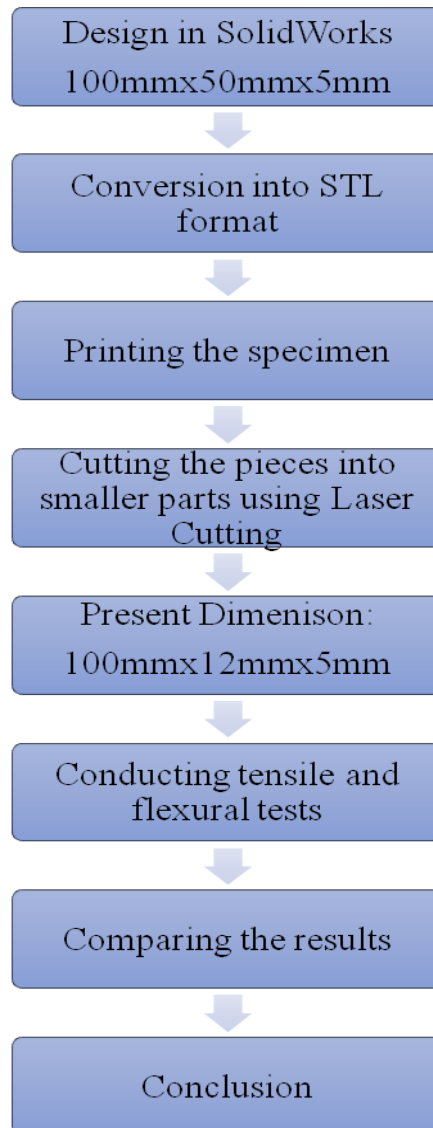 Design in SolidWorks
100mmx50mmx5mm
Conversion into STL
format
Printing the specimen
Cutting the pieces into
smaller parts using Laser
Cutting
Present Dimenison:
100mmx12mmx5mm
Conducting tensile and
flexural tests
Comparing the results
Conclusion